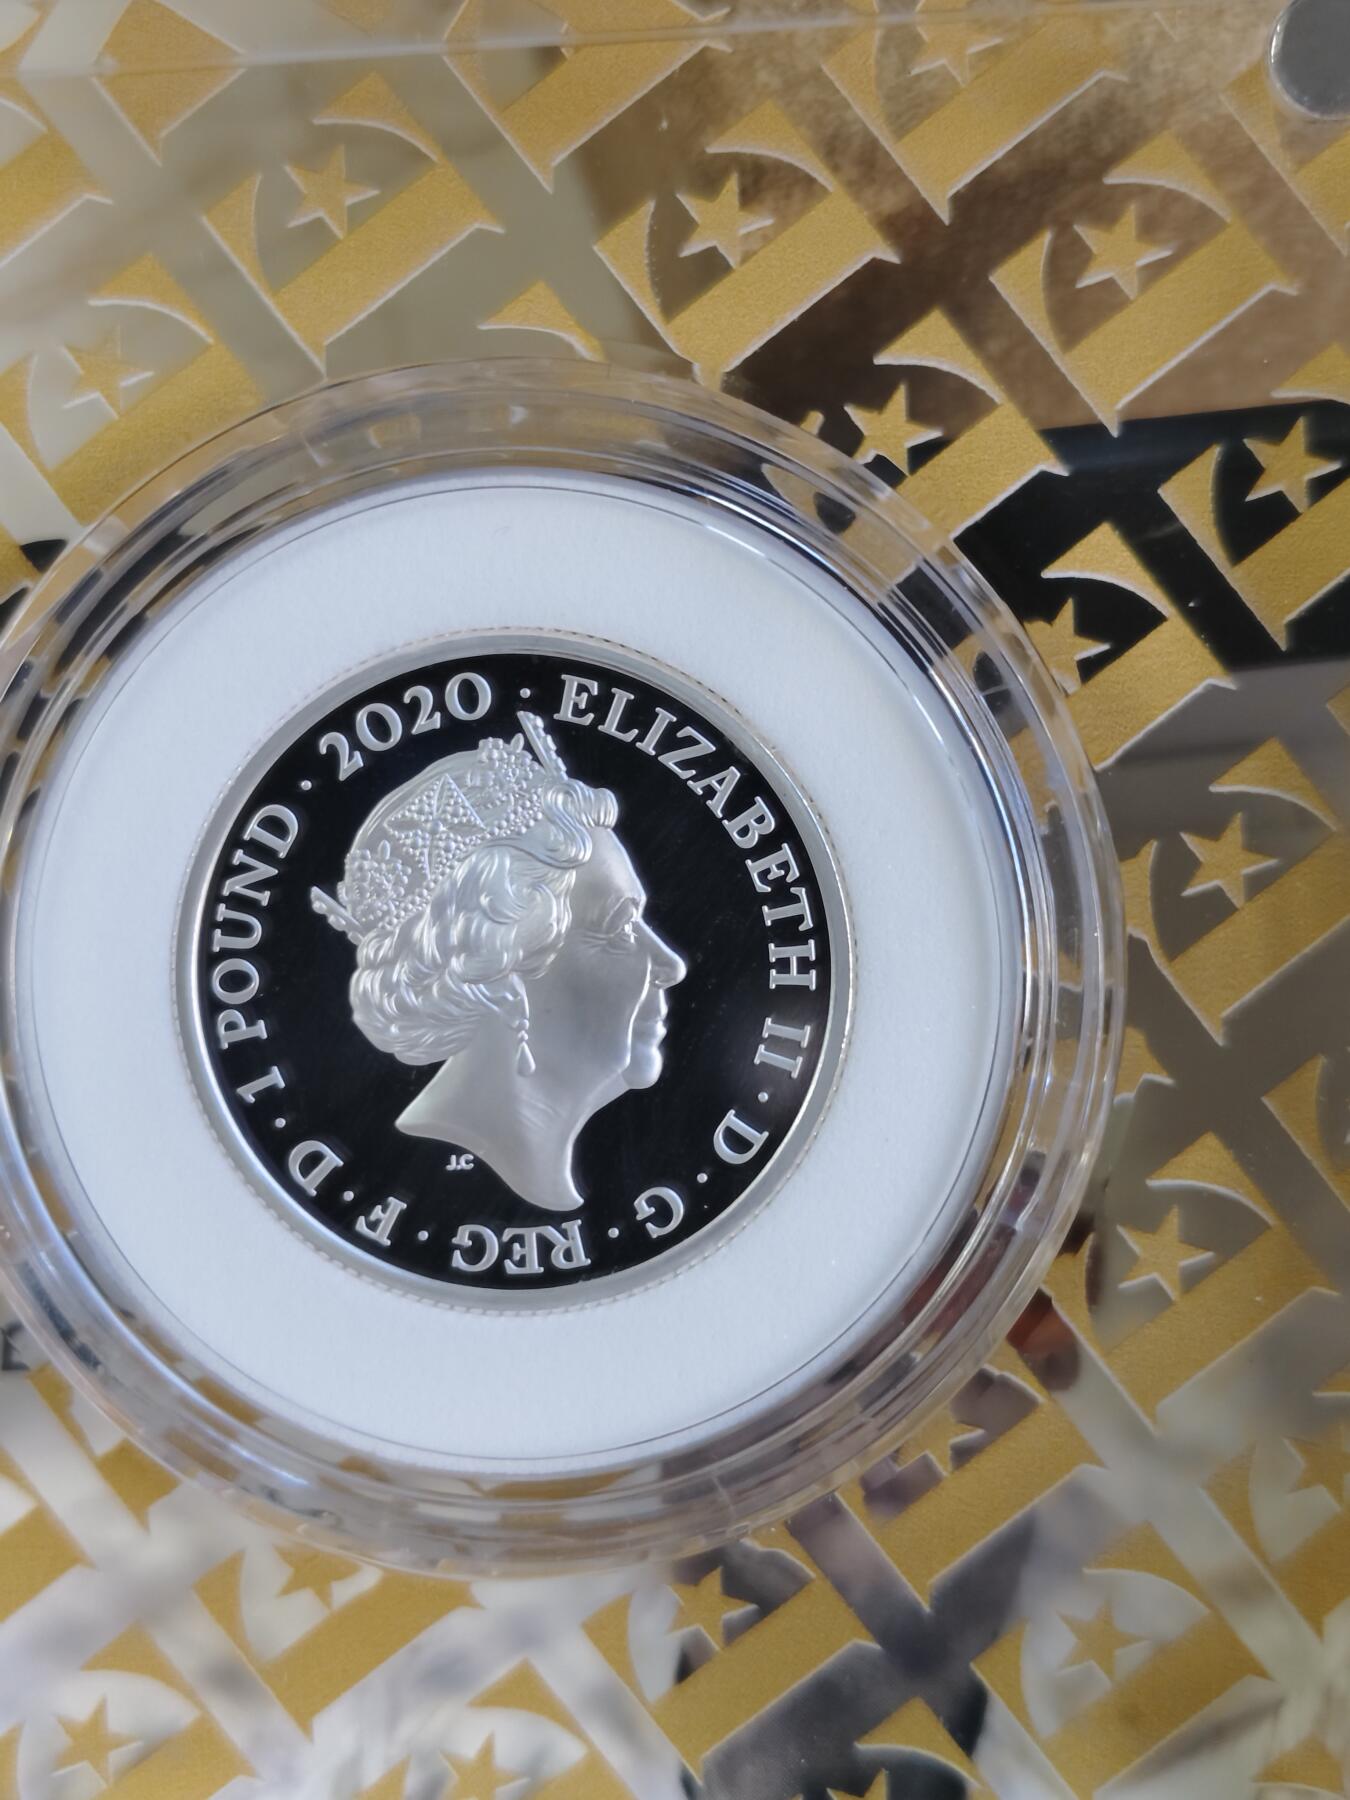 ELIZABETH II · D · G · REG · F · D · 1 POUND · 2020 ·
J.C